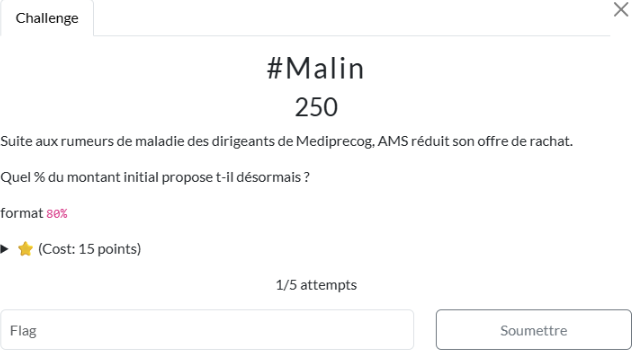 Challenge
#Malin
250
Suite aux rumeurs de maladie des dirigeants de Mediprecog, AMS réduit son offre de rachat.
Quel % du montant initial propose t-il désormais ?
format 80%
▶ ⭐ (Cost: 15 points)
1/5 attempts
Flag
Soumettre